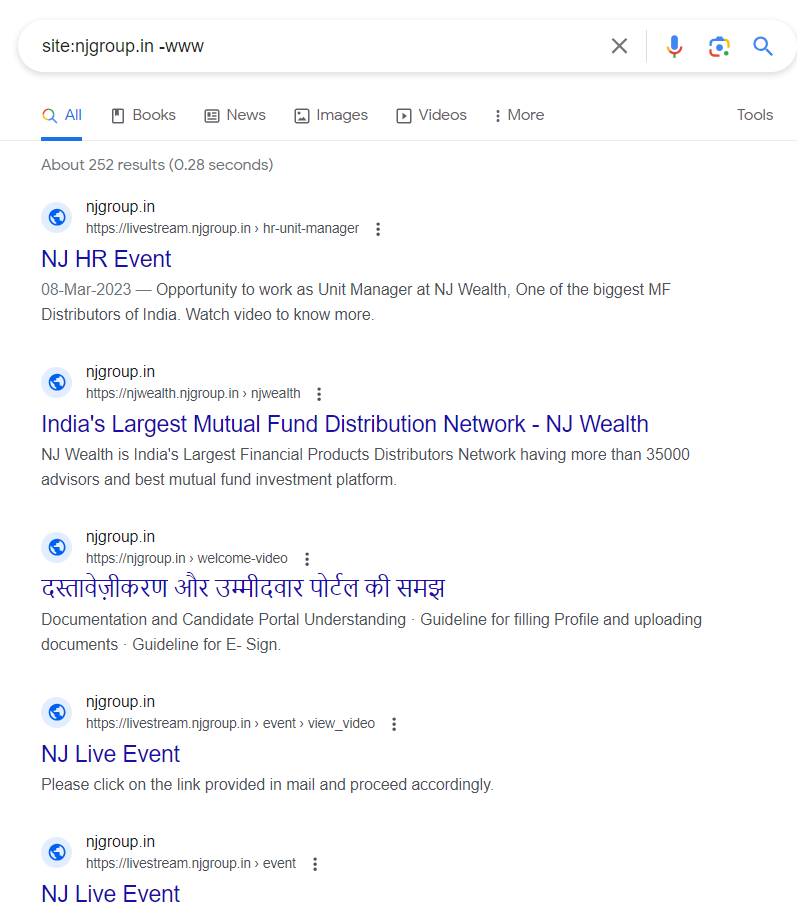 site:njgroup.in -www
All Books News Images Videos More Tools
About 252 results (0.28 seconds)
njgroup.in
https://livestream.njgroup.in › hr-unit-manager
NJ HR Event
08-Mar-2023 — Opportunity to work as Unit Manager at NJ Wealth, One of the biggest MF
Distributors of India. Watch video to know more.
njgroup.in
https://njwealth.njgroup.in › njwealth
India's Largest Mutual Fund Distribution Network - NJ Wealth
NJ Wealth is India's Largest Financial Products Distributors Network having more than 35000
advisors and best mutual fund investment platform.
njgroup.in
https://njgroup.in › welcome-video
दस्तावेज़ीकरण और उम्मीदवार पोर्टल की समझ
Documentation and Candidate Portal Understanding · Guideline for filling Profile and uploading
documents · Guideline for E- Sign.
njgroup.in
https://livestream.njgroup.in › event › view_video
NJ Live Event
Please click on the link provided in mail and proceed accordingly.
njgroup.in
https://livestream.njgroup.in › event
NJ Live Event